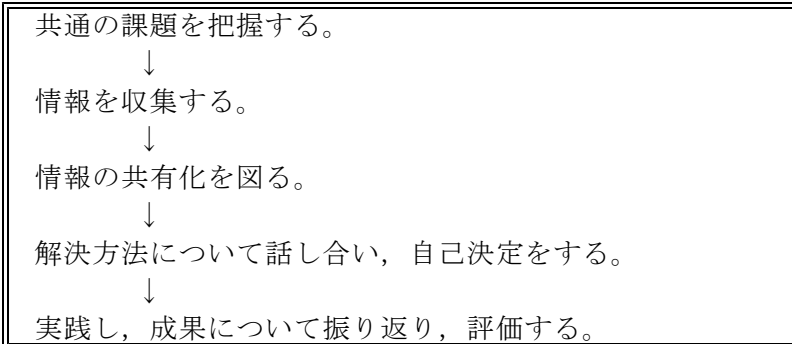 共通の課題を把握する。
↓
情報を収集する。
↓
情報の共有化を図る。
↓
解決方法について話し合い，自己決定をする。
↓
実践し，成果について振り返り，評価する。